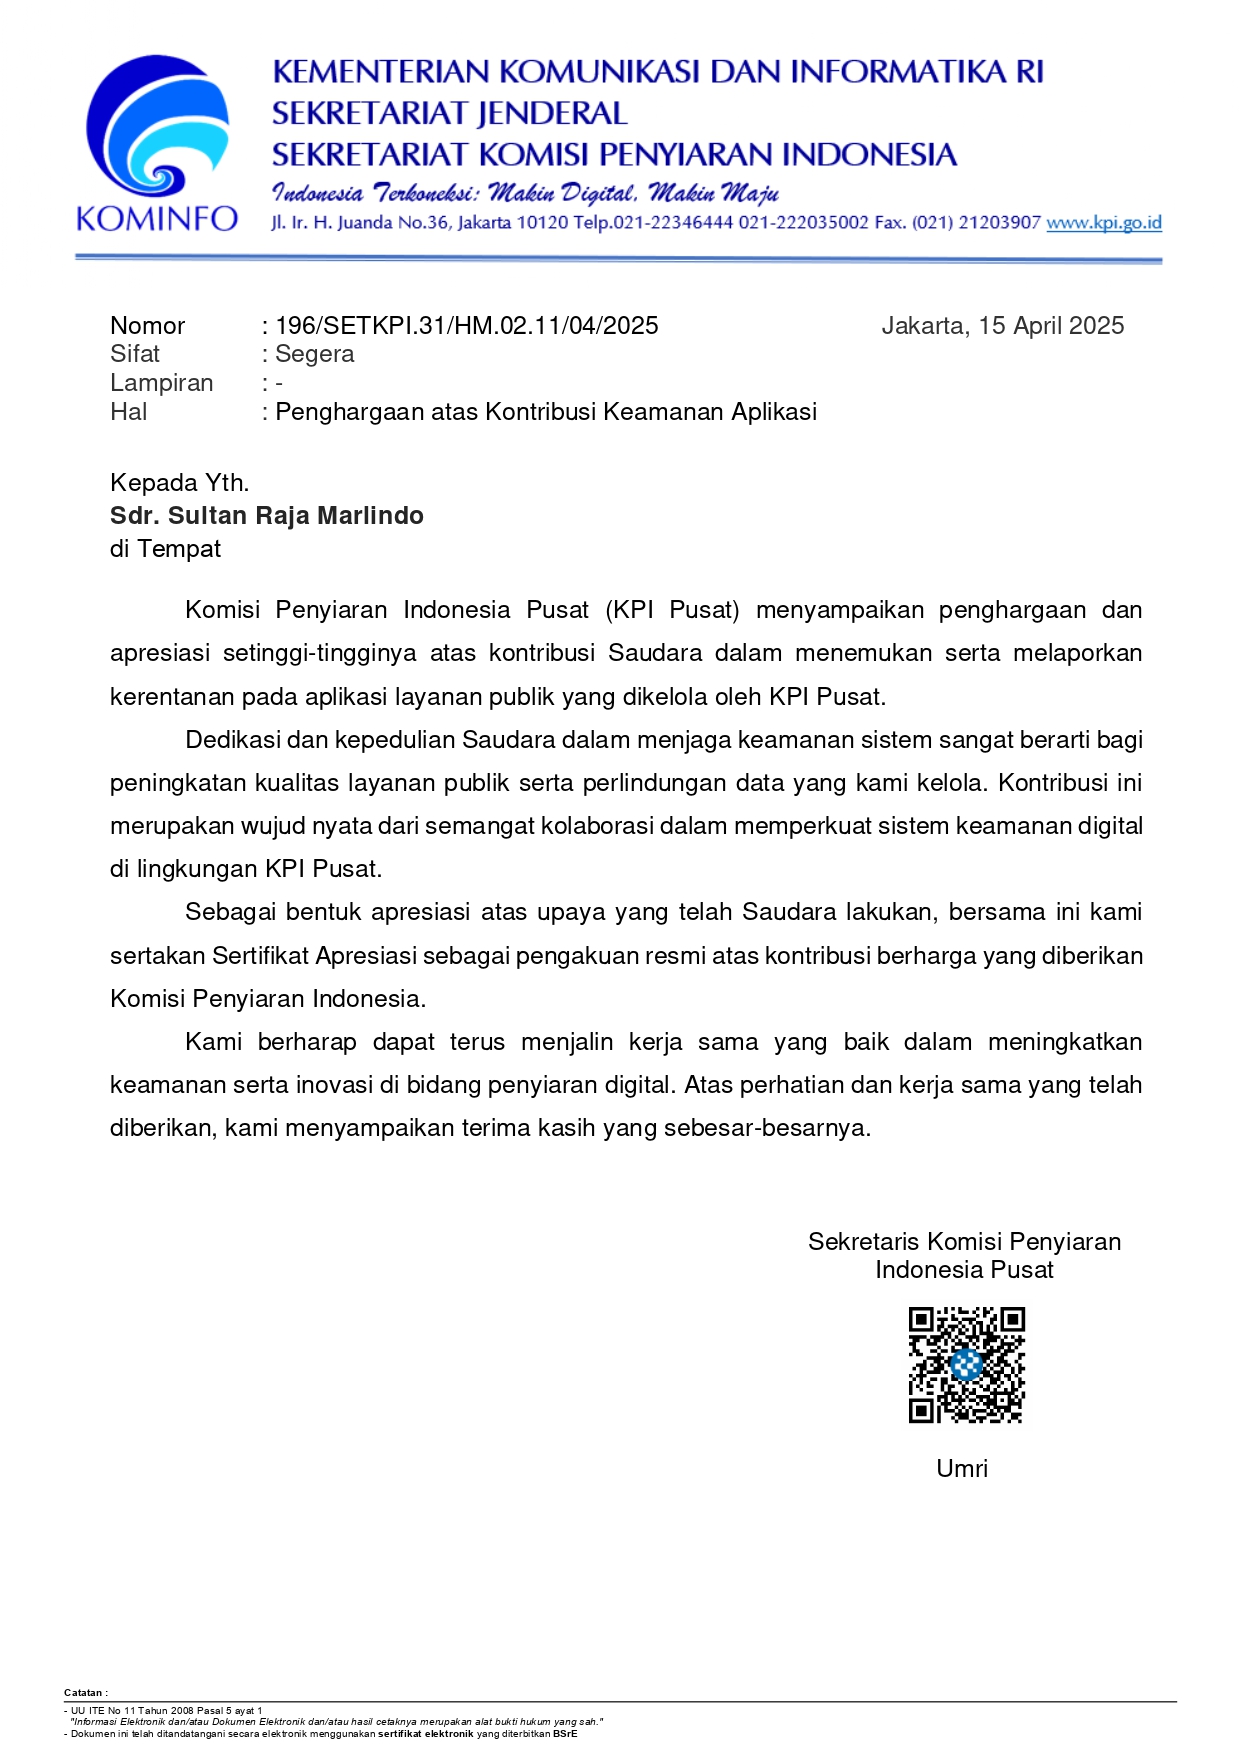 KOMINFO
KEMENTERIAN KOMUNIKASI DAN INFORMATIKA RI
SEKRETARIAT JENDERAL
SEKRETARIAT KOMISI PENYIARAN INDONESIA
Indonesia Terkoneksi: Makin Digital, Makin Maju
Jl. Ir. H. Juanda No.36, Jakarta 10120 Telp.021-22346444 021-222035002 Fax. (021) 21203907 www.kpi.go.id
Nomor : 196/SETKPI.31/HM.02.11/04/2025 Jakarta, 15 April 2025
Sifat : Segera
Lampiran : -
Hal : Penghargaan atas Kontribusi Keamanan Aplikasi
Kepada Yth.
Sdr. Sultan Raja Marlindo
di Tempat
Komisi Penyiaran Indonesia Pusat (KPI Pusat) menyampaikan penghargaan dan
apresiasi setinggi-tingginya atas kontribusi Saudara dalam menemukan serta melaporkan
kerentanan pada aplikasi layanan publik yang dikelola oleh KPI Pusat.
Dedikasi dan kepedulian Saudara dalam menjaga keamanan sistem sangat berarti bagi
peningkatan kualitas layanan publik serta perlindungan data yang kami kelola. Kontribusi ini
merupakan wujud nyata dari semangat kolaborasi dalam memperkuat sistem keamanan digital
di lingkungan KPI Pusat.
Sebagai bentuk apresiasi atas upaya yang telah Saudara lakukan, bersama ini kami
sertakan Sertifikat Apresiasi sebagai pengakuan resmi atas kontribusi berharga yang diberikan
Komisi Penyiaran Indonesia.
Kami berharap dapat terus menjalin kerja sama yang baik dalam meningkatkan
keamanan serta inovasi di bidang penyiaran digital. Atas perhatian dan kerja sama yang telah
diberikan, kami menyampaikan terima kasih yang sebesar-besarnya.
Sekretaris Komisi Penyiaran
Indonesia Pusat
Umri
Catatan :
- UU ITE No 11 Tahun 2008 Pasal 5 ayat 1
"Informasi Elektronik dan/atau Dokumen Elektronik dan/atau hasil cetaknya merupakan alat bukti hukum yang sah."
- Dokumen ini telah ditandatangani secara elektronik menggunakan sertifikat elektronik yang diterbitkan BSrE